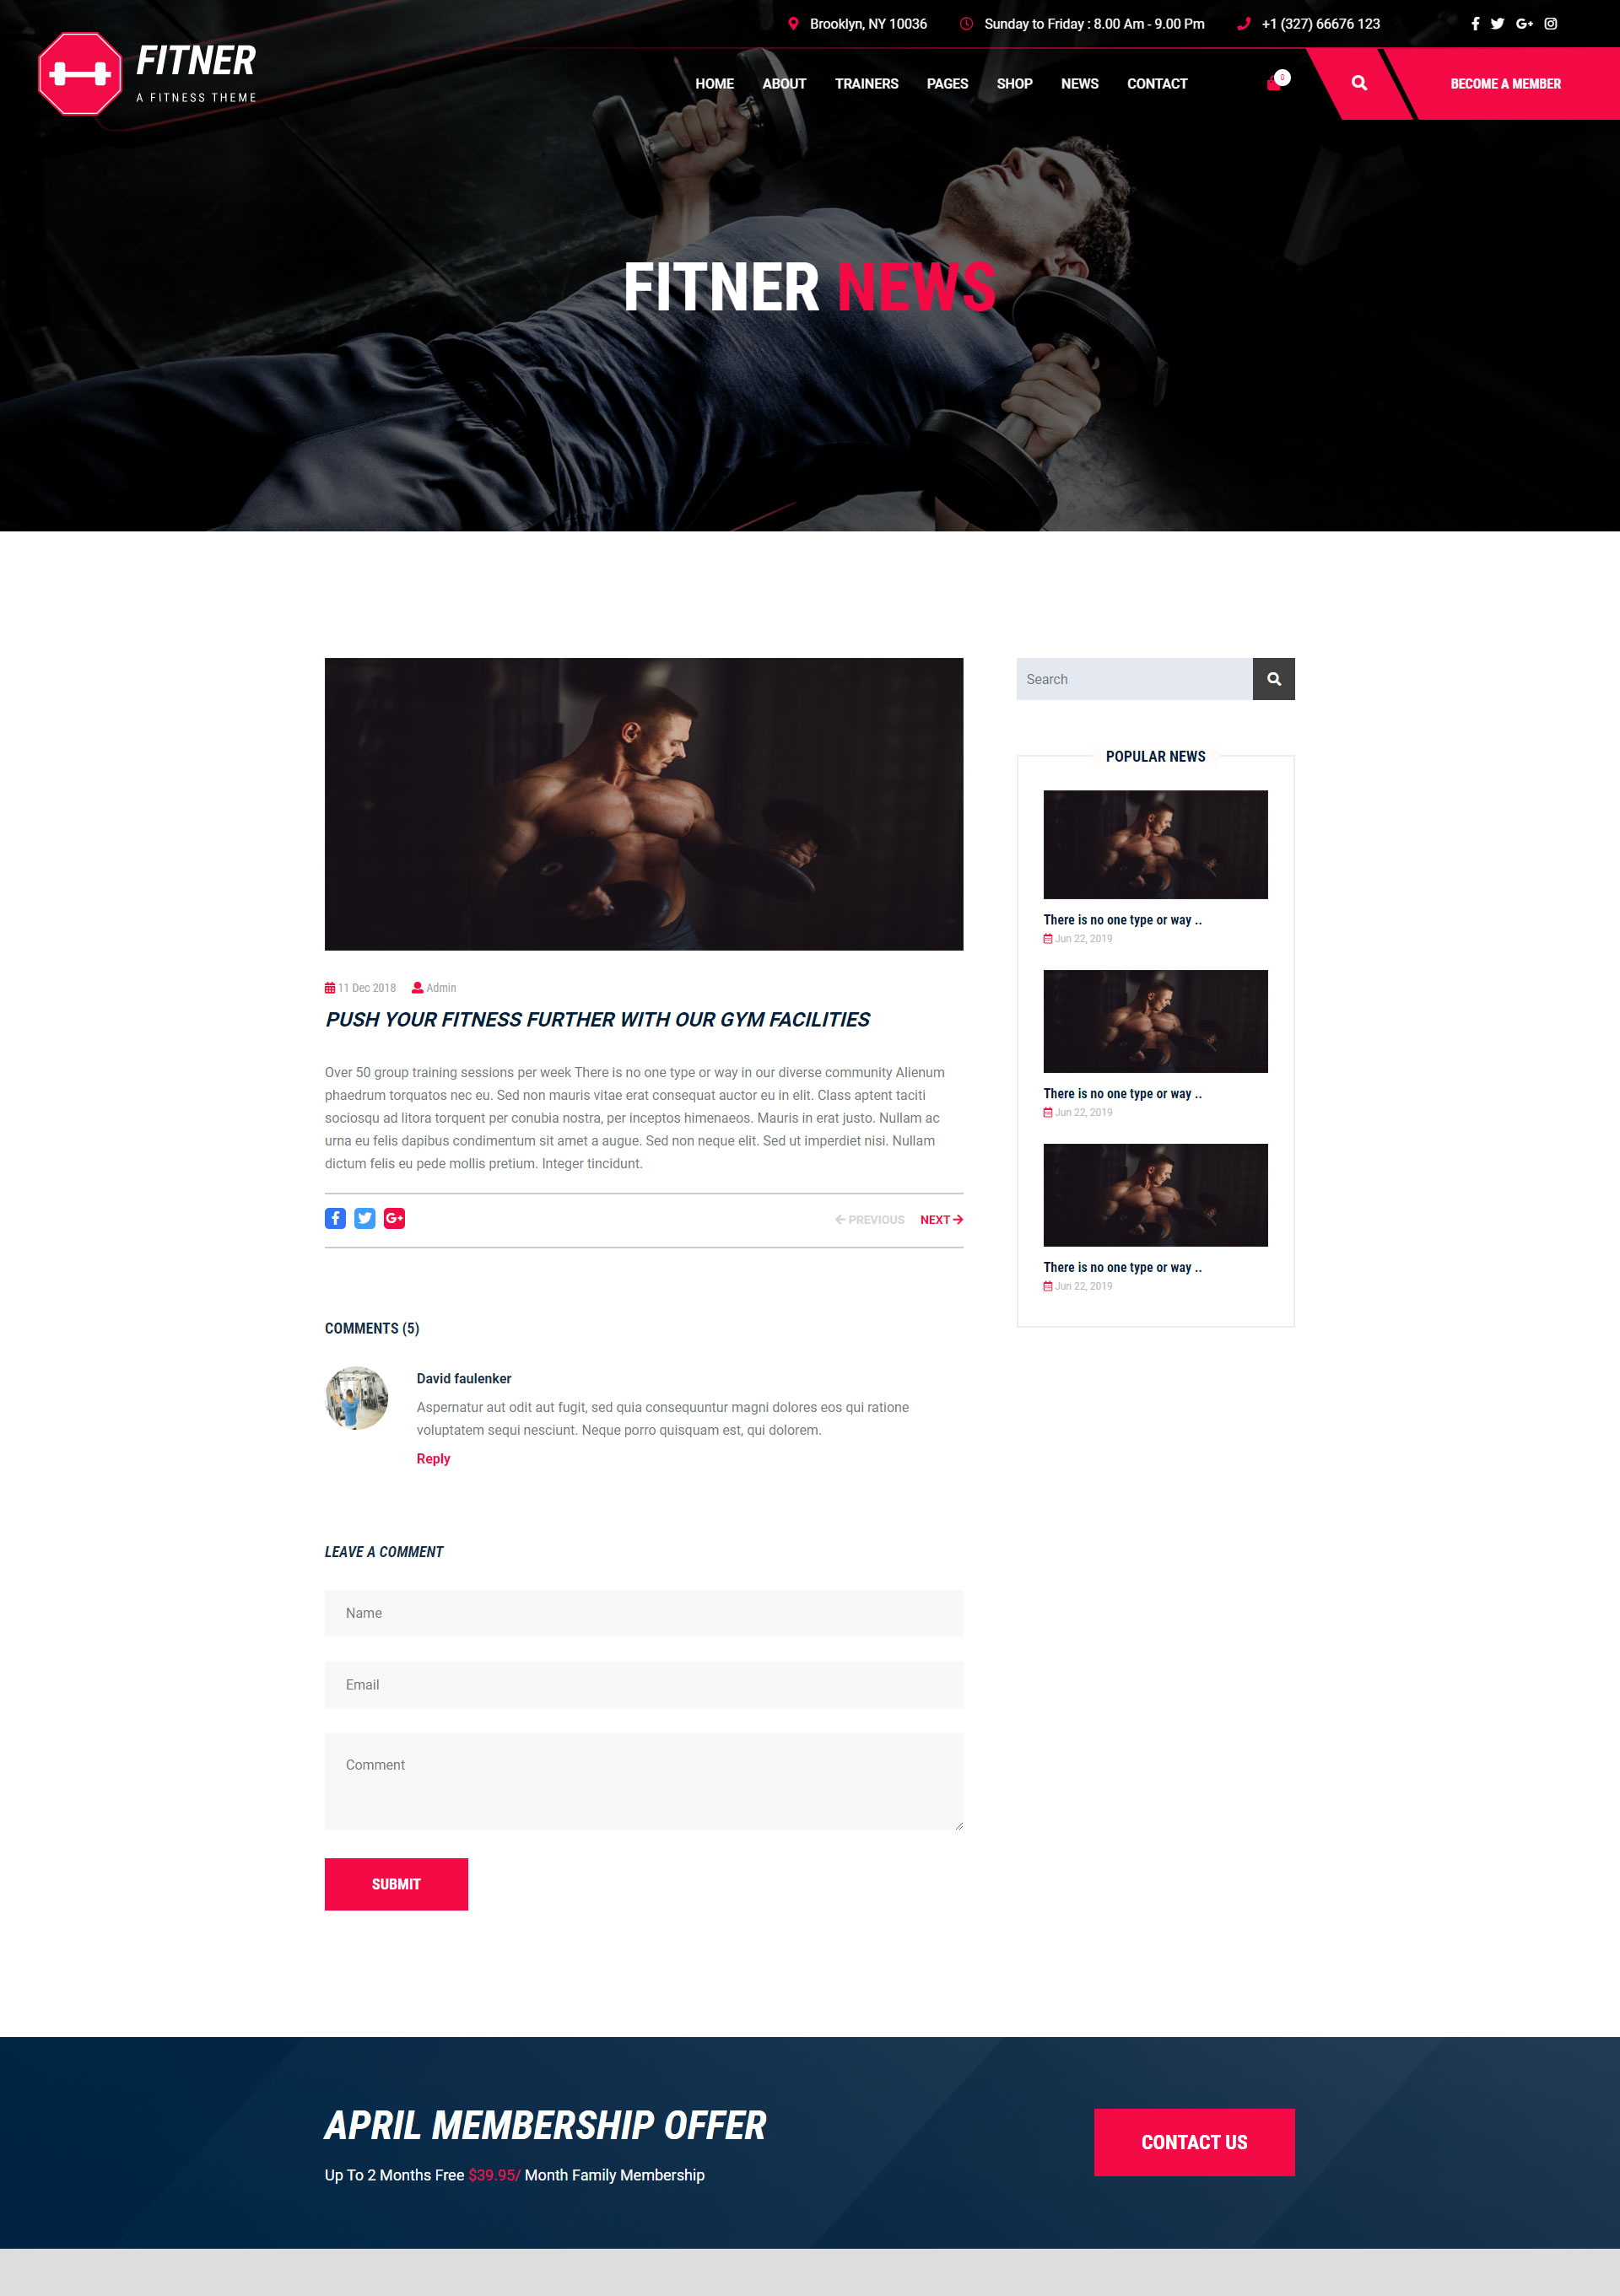 Brooklyn, NY 10036
Sunday to Friday : 8.00 Am - 9.00 Pm
+1 (327) 66676 123
FITNER
A FITNESS THEME
HOME
ABOUT
TRAINERS
PAGES
SHOP
NEWS
CONTACT
0
BECOME A MEMBER
FITNER NEWS
Search
POPULAR NEWS
There is no one type or way ..
Jun 22, 2019
There is no one type or way ..
Jun 22, 2019
There is no one type or way ..
Jun 22, 2019
11 Dec 2018
Admin
PUSH YOUR FITNESS FURTHER WITH OUR GYM FACILITIES
Over 50 group training sessions per week There is no one type or way in our diverse community Alienum
phaedrum torquatos nec eu. Sed non mauris vitae erat consequat auctor eu in elit. Class aptent taciti
sociosqu ad litora torquent per conubia nostra, per inceptos himenaeos. Mauris in erat justo. Nullam ac
urna eu felis dapibus condimentum sit amet a augue. Sed non neque elit. Sed ut imperdiet nisi. Nullam
dictum felis eu pede mollis pretium. Integer tincidunt.
PREVIOUS
NEXT
COMMENTS (5)
David faulenker
Aspernatur aut odit aut fugit, sed quia consequuntur magni dolores eos qui ratione
voluptatem sequi nesciunt. Neque porro quisquam est, qui dolorem.
Reply
LEAVE A COMMENT
Name
Email
Comment
SUBMIT
APRIL MEMBERSHIP OFFER
Up To 2 Months Free $39.95/ Month Family Membership
CONTACT US